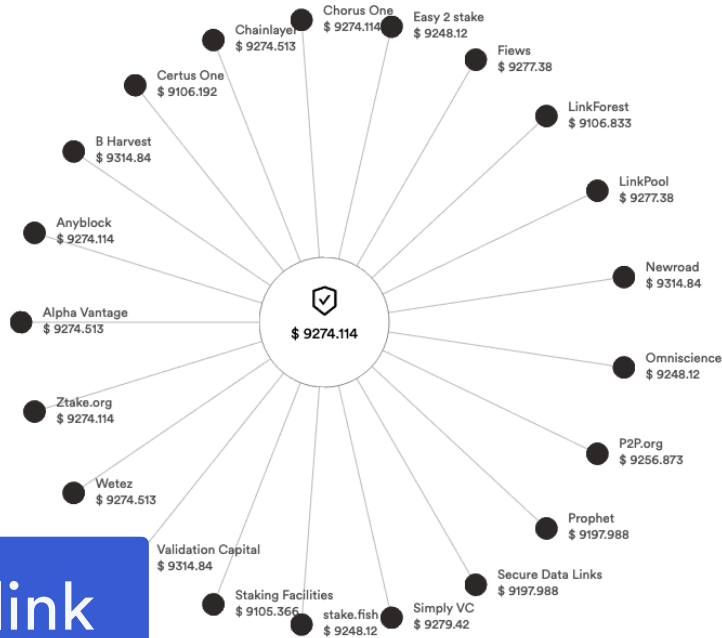 Chorus One
$ 9274.114
Easy 2 stake
$ 9248.12
Chainlayer
$ 9274.513
Fiews
$ 9277.38
Certus One
$ 9106.192
LinkForest
$ 9106.833
B Harvest
$ 9314.84
LinkPool
$ 9277.38
Anyblock
$ 9274.114
Newroad
$ 9314.84
Alpha Vantage
$ 9274.513
$ 9274.114
Omniscience
$ 9248.12
Ztake.org
$ 9274.114
P2P.org
$ 9256.873
Wetez
$ 9274.513
Prophet
$ 9197.988
Validation Capital
$ 9314.84
Secure Data Links
$ 9197.988
Staking Facilities
$ 9105.366
stake.fish
$ 9248.12
Simply VC
$ 9279.42
link